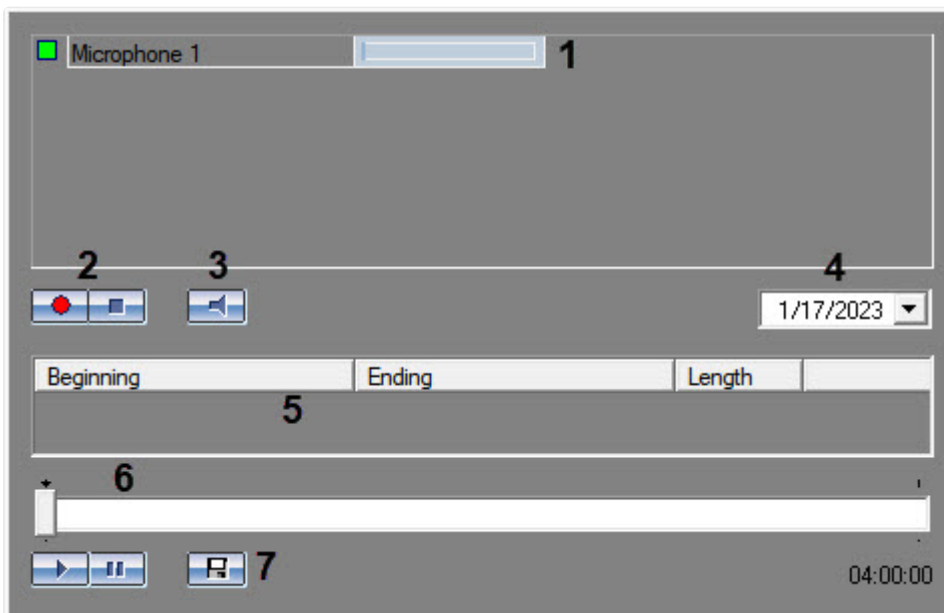 Microphone 1 1
2 3 4
1/17/2023
Beginning Ending Length
5
6
7
04:00:00